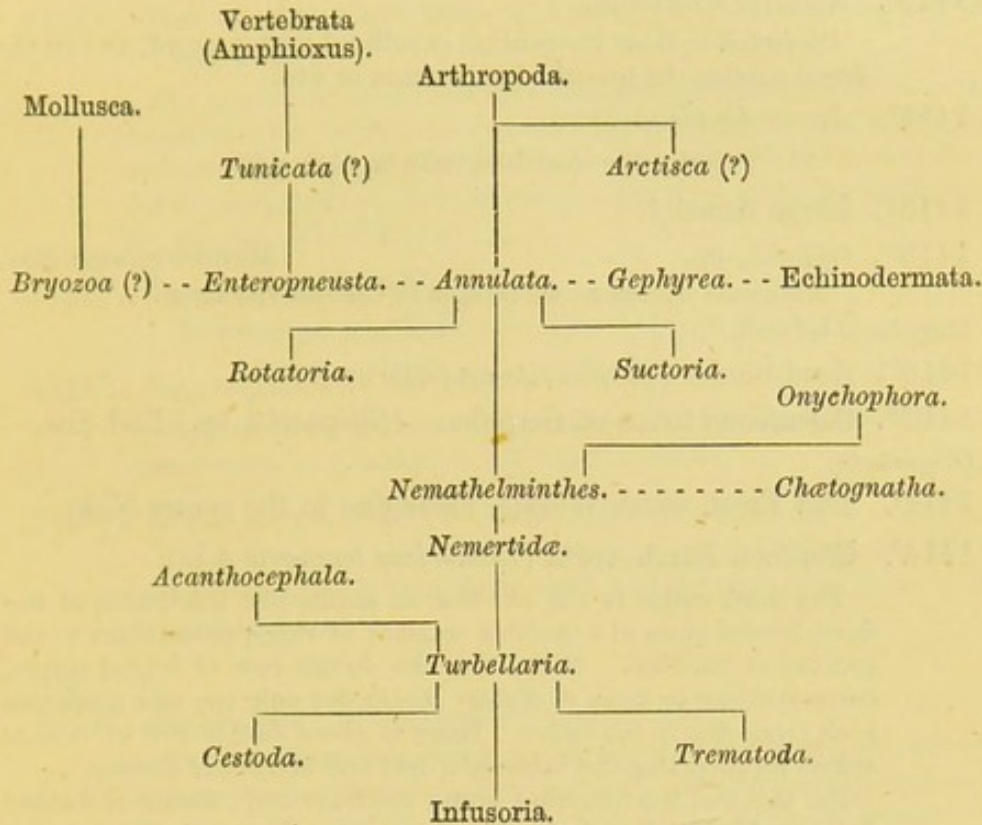 Vertebrata
(Amphioxus).
Arthropoda.
Mollusca.
Tunicata (?)
Arctisca (?)
Bryozoa (?) - - Enteropneusta. - - Annulata. - - Gephyrea. - - Echinodermata.
Rotatoria.
Suctoria.
Onychophora.
Nemathelminthes. - - - - - - - - Chætognatha.
Nemertidæ.
Acanthocephala.
Turbellaria.
Cestoda.
Trematoda.
Infusoria.